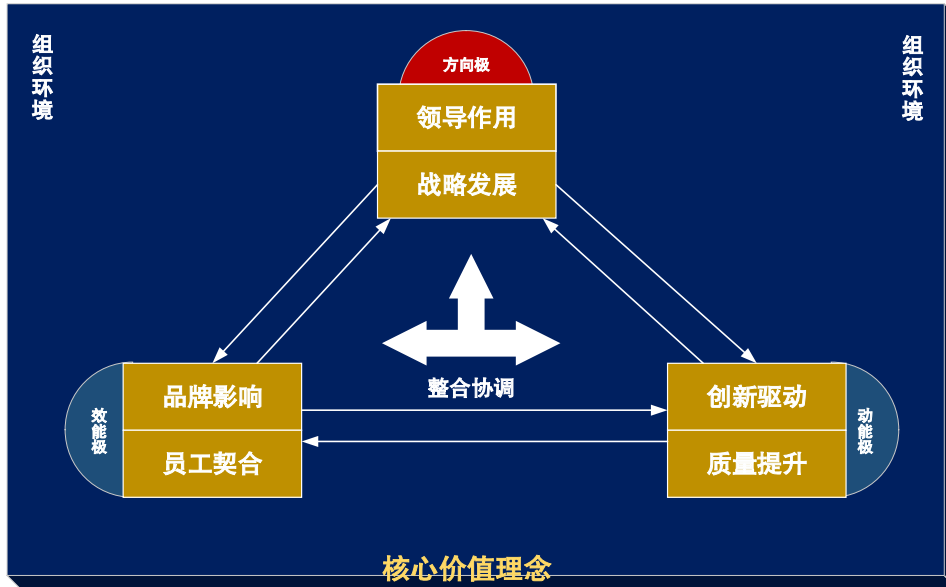 组织环境
组织环境
方向极
领导作用
战略发展
整合协调
效能极
品牌影响
员工契合
创新驱动
质量提升
动能极
核心价值理念